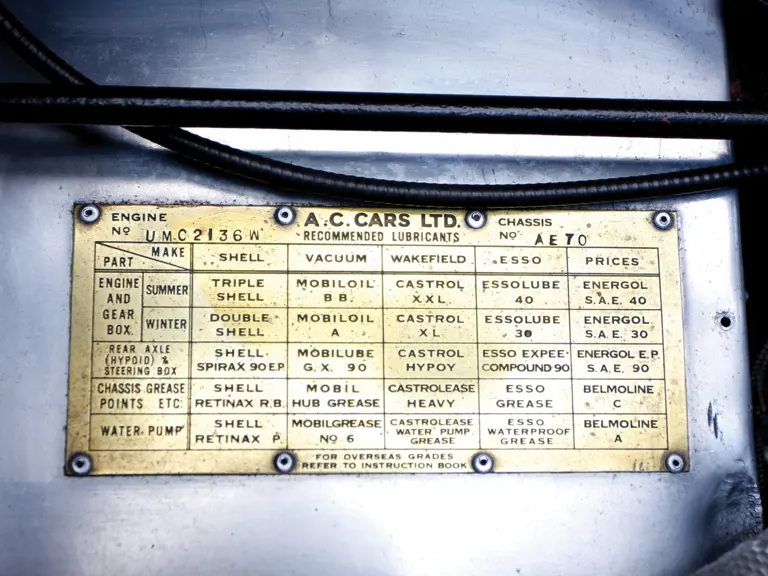 ENGINE A.C. CARS LTD. CHASSIS
Nº UMC2136W RECOMMENDED LUBRICANTS Nº AE70
MAKE
PART SHELL VACUUM WAKEFIELD ESSO PRICES
ENGINE AND GEAR BOX. SUMMER TRIPLE SHELL MOBILOIL B B. CASTROL XXL ESSOLUBE 40 ENERGOL S.A.E. 40
WINTER DOUBLE SHELL MOBILOIL A CASTROL XL ESSOLUBE 30 ENERGOL S.A.E. 30
REAR AXLE (HYPOID) & STEERING BOX SHELL SPIRAX 90 E.P. MOBILUBE G.X. 90 CASTROL HYPOY ESSO EXPEE COMPOUND 90 ENERGOL E.P. S.A.E. 90
CHASSIS GREASE POINTS ETC. SHELL RETINAX R.B. MOBIL HUB GREASE CASTROLEASE HEAVY ESSO GREASE BELMOLINE C
WATER PUMP SHELL RETINAX P. MOBILGREASE Nº 6 CASTROLEASE WATER PUMP GREASE ESSO WATERPROOF GREASE BELMOLINE A
FOR OVERSEAS GRADES
REFER TO INSTRUCTION BOOK